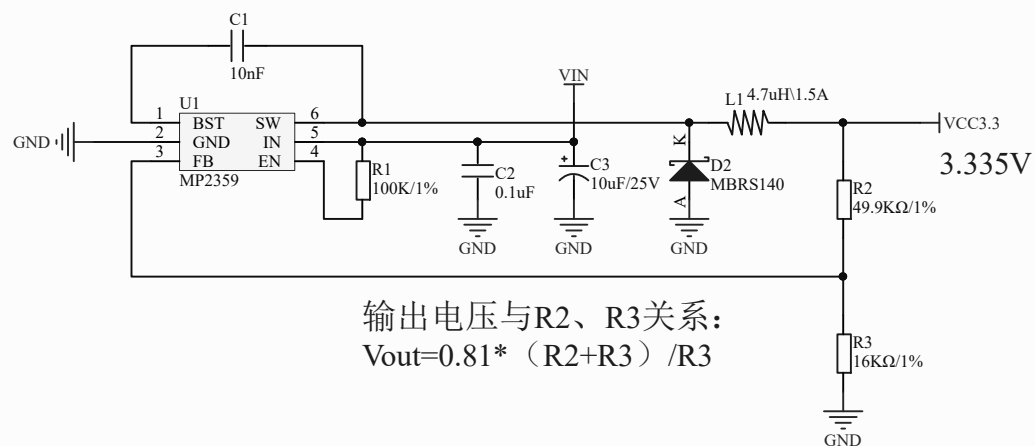 C1
10nF
VIN
U1
1 BST SW 6
2 GND IN 5
3 FB EN 4
MP2359
GND
R1
100K/1%
C2
0.1uF
C3
10uF/25V
GND
GND
K
D2
MBRS140
A
GND
L1 4.7uH\1.5A
VCC3.3
3.335V
R2
49.9KΩ/1%
输出电压与R2、R3关系：
Vout=0.81*（R2+R3）/R3
R3
16KΩ/1%
GND